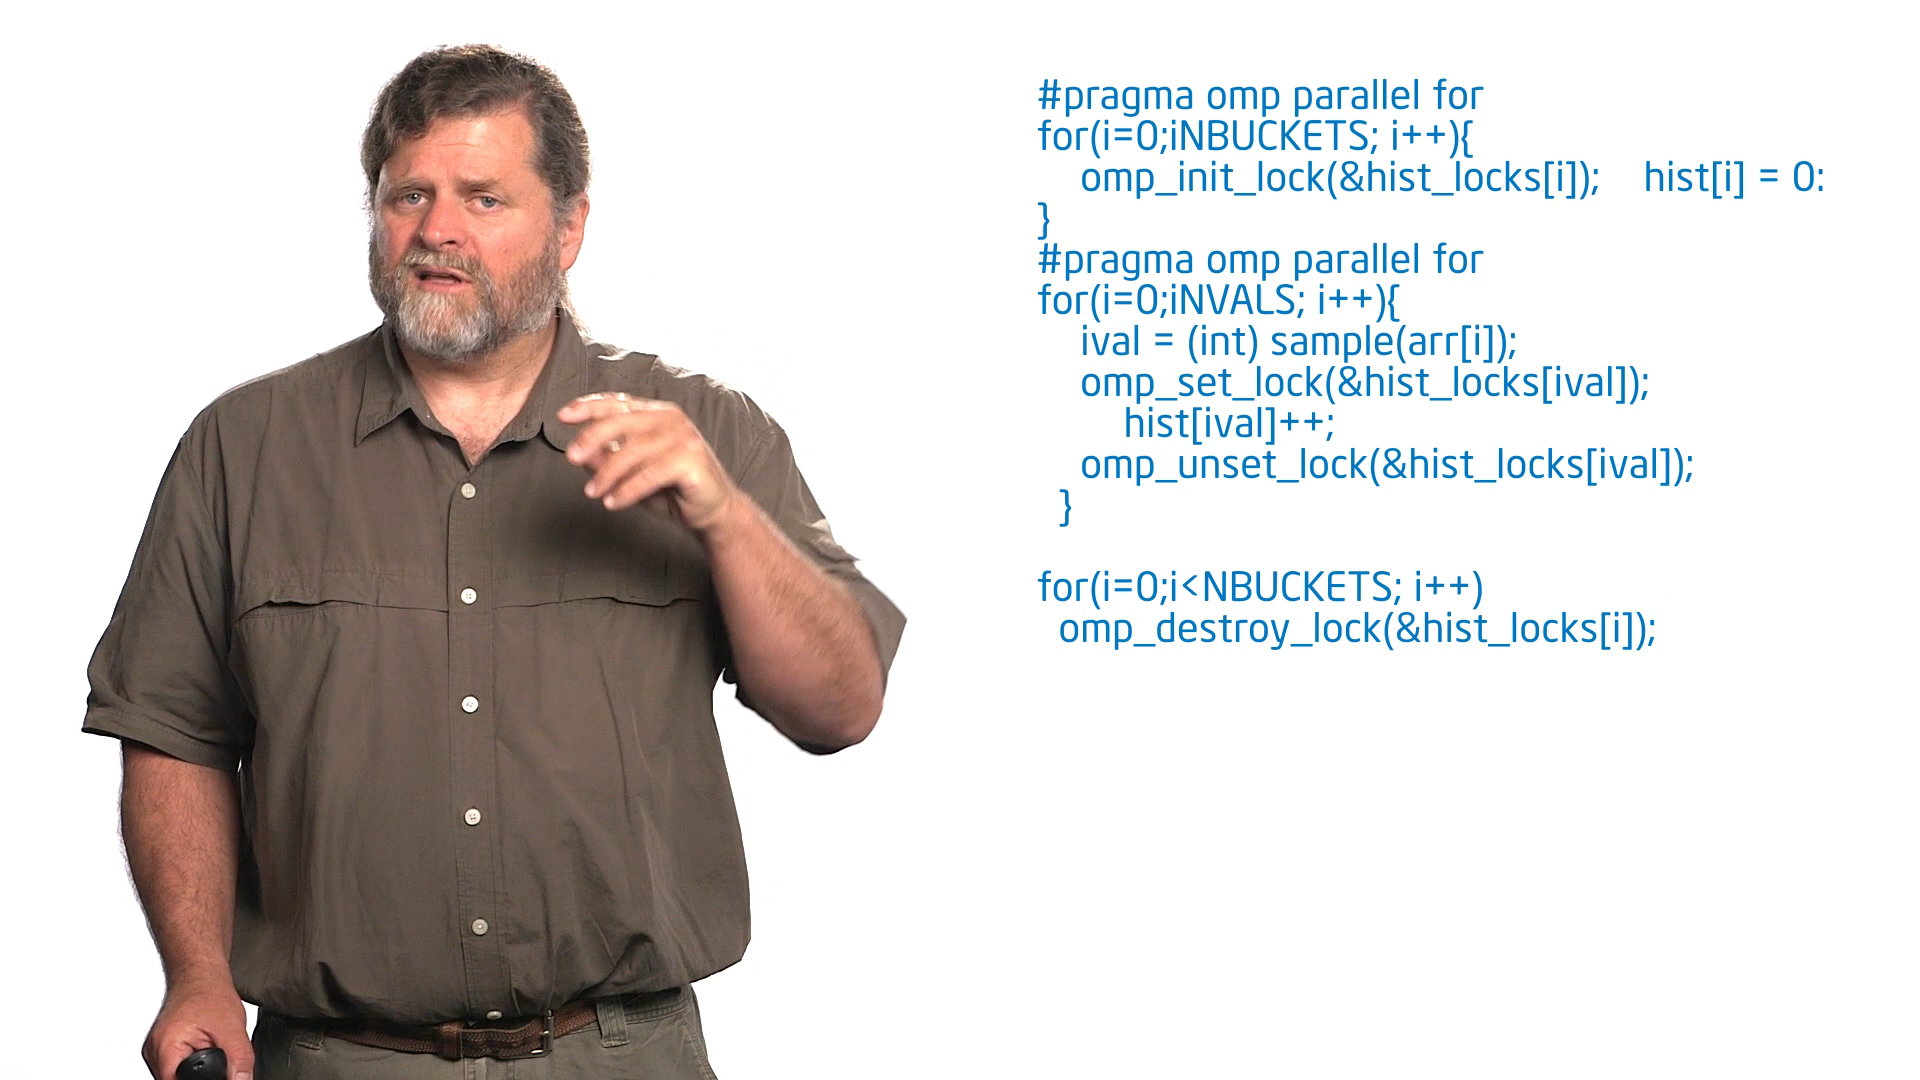 #pragma omp parallel for
for(i=0;iNBUCKETS; i++){
omp_init_lock(&hist_locks[i]); hist[i] = 0:
}
#pragma omp parallel for
for(i=0;iNVALS; i++){
ival = (int) sample(arr[i]);
omp_set_lock(&hist_locks[ival]);
hist[ival]++;
omp_unset_lock(&hist_locks[ival]);
}
for(i=0;i<NBUCKETS; i++)
omp_destroy_lock(&hist_locks[i]);